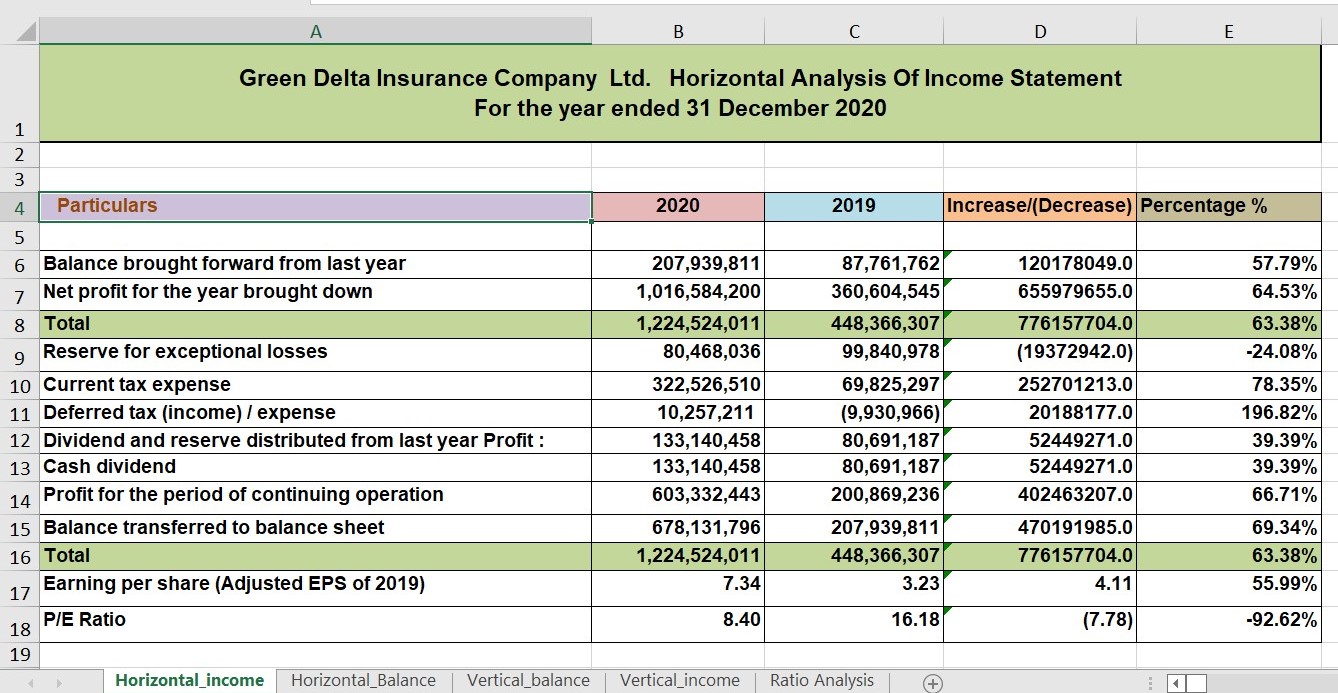 A B C D E
1 Green Delta Insurance Company Ltd. Horizontal Analysis Of Income Statement
For the year ended 31 December 2020
2
3
4 Particulars 2020 2019 Increase/(Decrease) Percentage %
5
6 Balance brought forward from last year 207,939,811 87,761,762 120178049.0 57.79%
7 Net profit for the year brought down 1,016,584,200 360,604,545 655979655.0 64.53%
8 Total 1,224,524,011 448,366,307 776157704.0 63.38%
9 Reserve for exceptional losses 80,468,036 99,840,978 (19372942.0) -24.08%
10 Current tax expense 322,526,510 69,825,297 252701213.0 78.35%
11 Deferred tax (income) / expense 10,257,211 (9,930,966) 20188177.0 196.82%
12 Dividend and reserve distributed from last year Profit : 133,140,458 80,691,187 52449271.0 39.39%
13 Cash dividend 133,140,458 80,691,187 52449271.0 39.39%
14 Profit for the period of continuing operation 603,332,443 200,869,236 402463207.0 66.71%
15 Balance transferred to balance sheet 678,131,796 207,939,811 470191985.0 69.34%
16 Total 1,224,524,011 448,366,307 776157704.0 63.38%
17 Earning per share (Adjusted EPS of 2019) 7.34 3.23 4.11 55.99%
18 P/E Ratio 8.40 16.18 (7.78) -92.62%
19
Horizontal_income Horizontal_Balance Vertical_balance Vertical_income Ratio Analysis